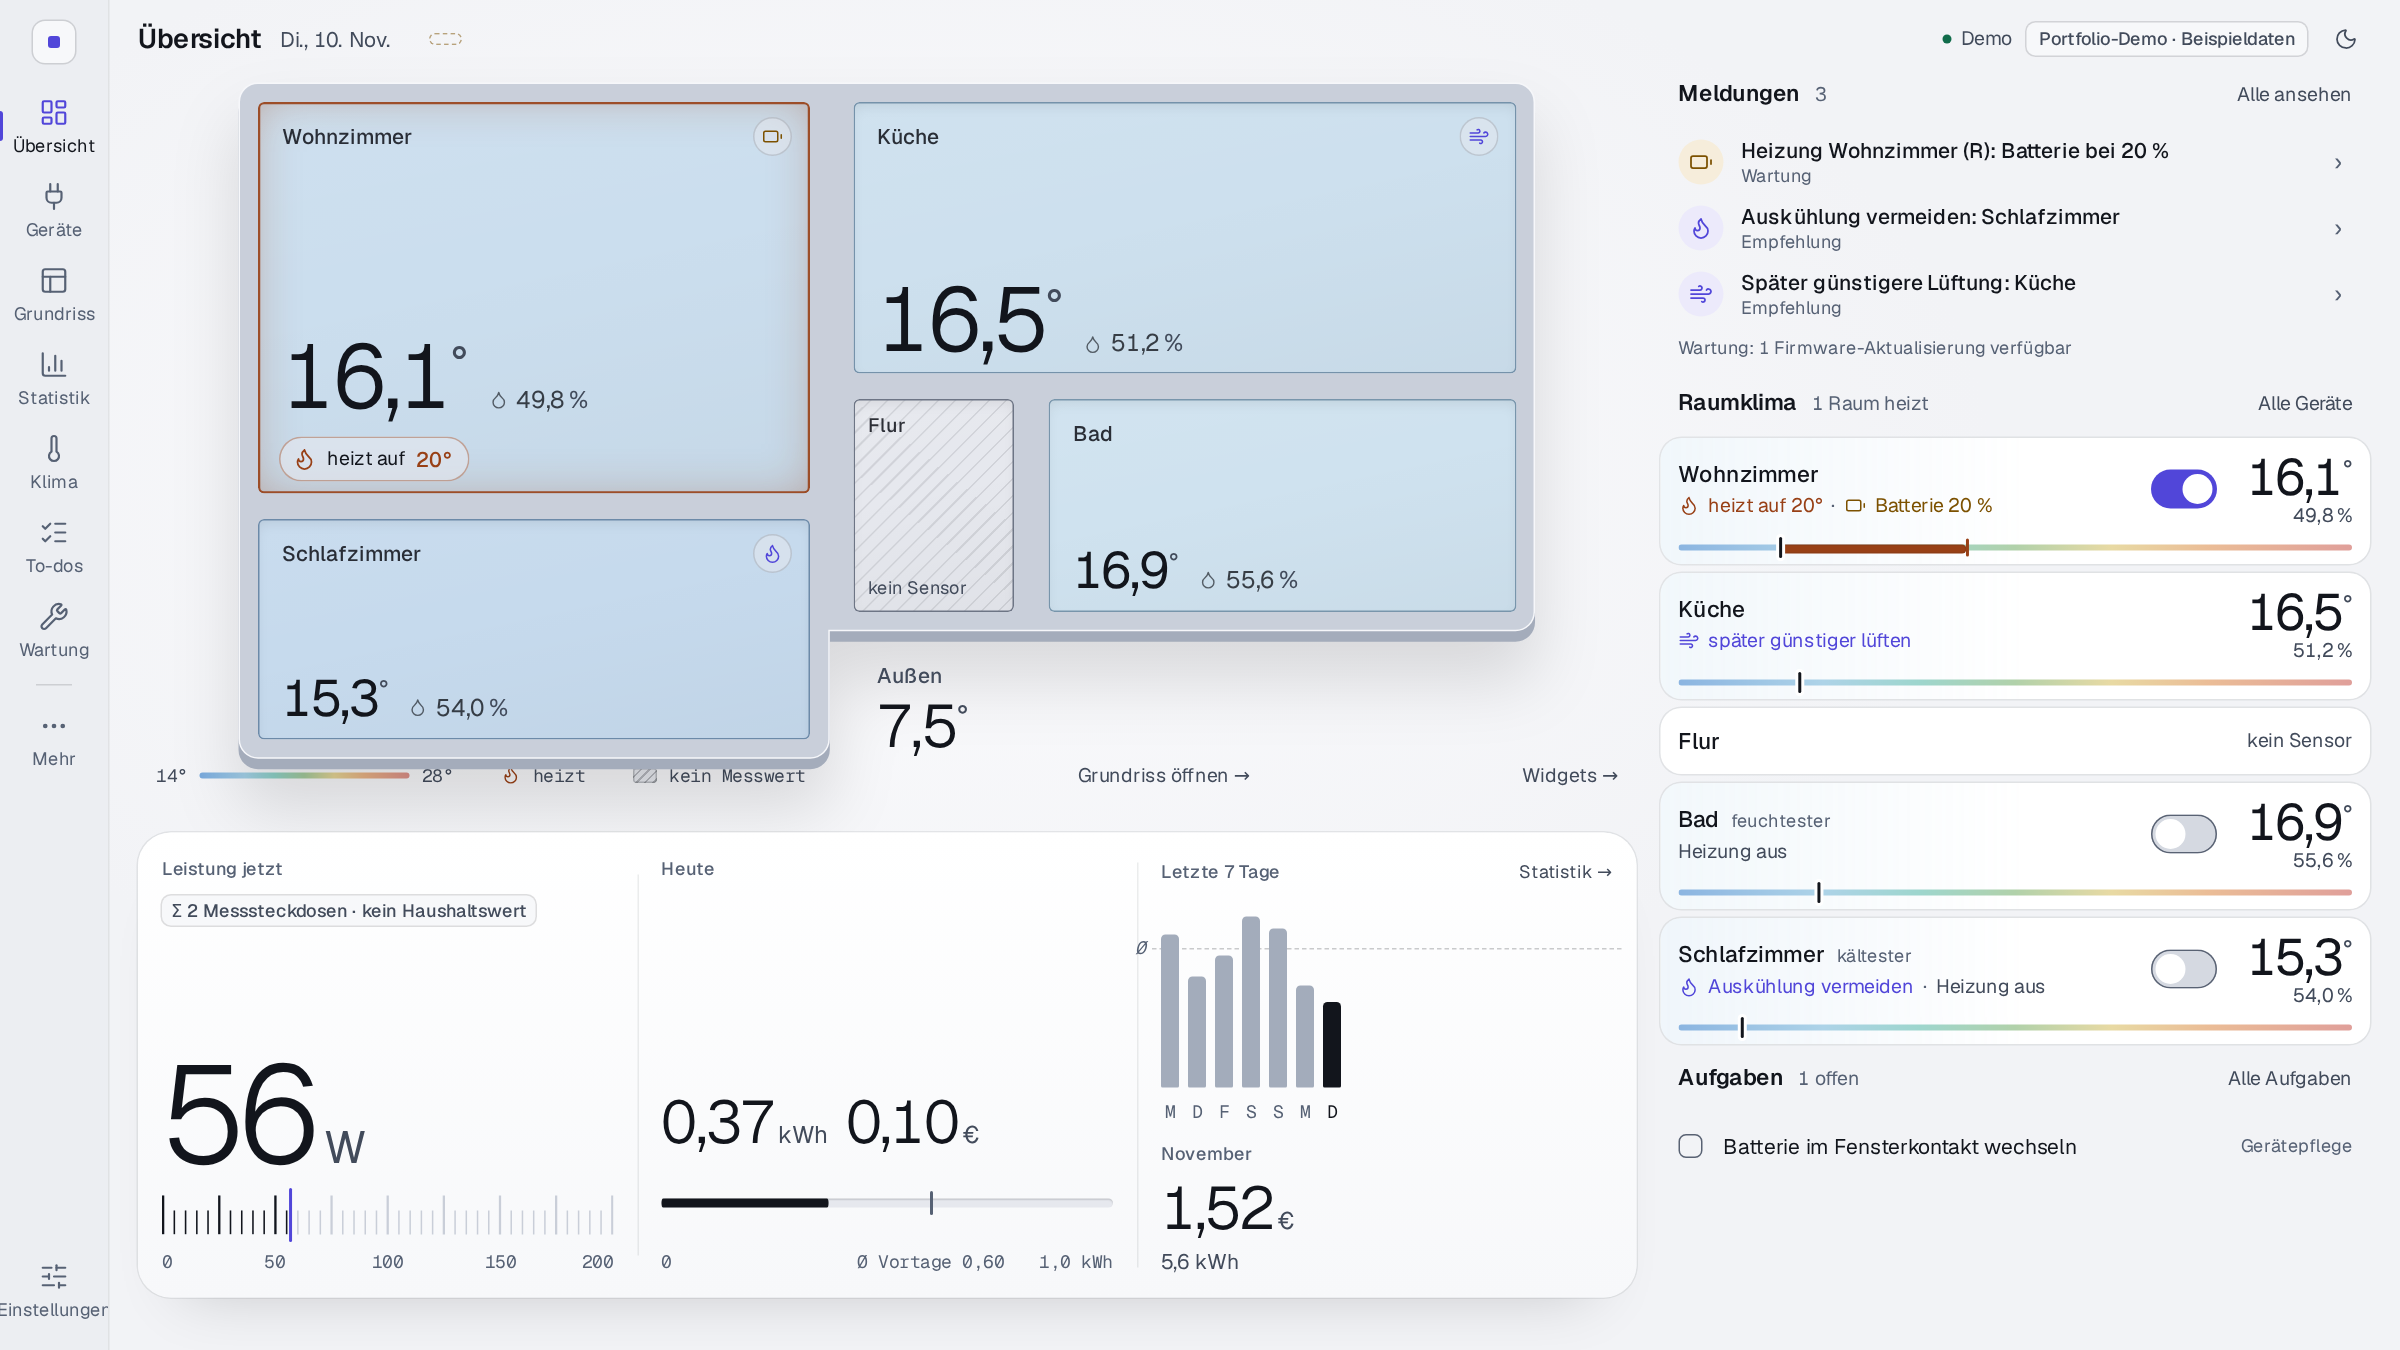 Übersicht
Geräte
Grundriss
Statistik
Klima
To-dos
Wartung
Mehr
Einstellungen
Übersicht Di., 10. Nov.
Demo
Portfolio-Demo · Beispieldaten
Wohnzimmer
16,1°
49,8 %
heizt auf 20°
Küche
16,5°
51,2 %
Flur
kein Sensor
Bad
16,9°
55,6 %
Schlafzimmer
15,3°
54,0 %
Außen
7,5°
14° 28° heizt kein Messwert
Grundriss öffnen →
Widgets →
Leistung jetzt
Σ 2 Messsteckdosen · kein Haushaltswert
56 W
0 50 100 150 200
Heute
0,37 kWh 0,10 €
0 Ø Vortage 0,60 1,0 kWh
Letzte 7 Tage
Statistik →
Ø
M D F S S M D
November
1,52 €
5,6 kWh
Meldungen 3
Alle ansehen
Heizung Wohnzimmer (R): Batterie bei 20 %
Wartung
Auskühlung vermeiden: Schlafzimmer
Empfehlung
Später günstigere Lüftung: Küche
Empfehlung
Wartung: 1 Firmware-Aktualisierung verfügbar
Raumklima 1 Raum heizt
Alle Geräte
Wohnzimmer
heizt auf 20° · Batterie 20 %
16,1°
49,8 %
Küche
später günstiger lüften
16,5°
51,2 %
Flur
kein Sensor
Bad feuchtester
Heizung aus
16,9°
55,6 %
Schlafzimmer kältester
Auskühlung vermeiden · Heizung aus
15,3°
54,0 %
Aufgaben 1 offen
Alle Aufgaben
Batterie im Fensterkontakt wechseln
Gerätepflege